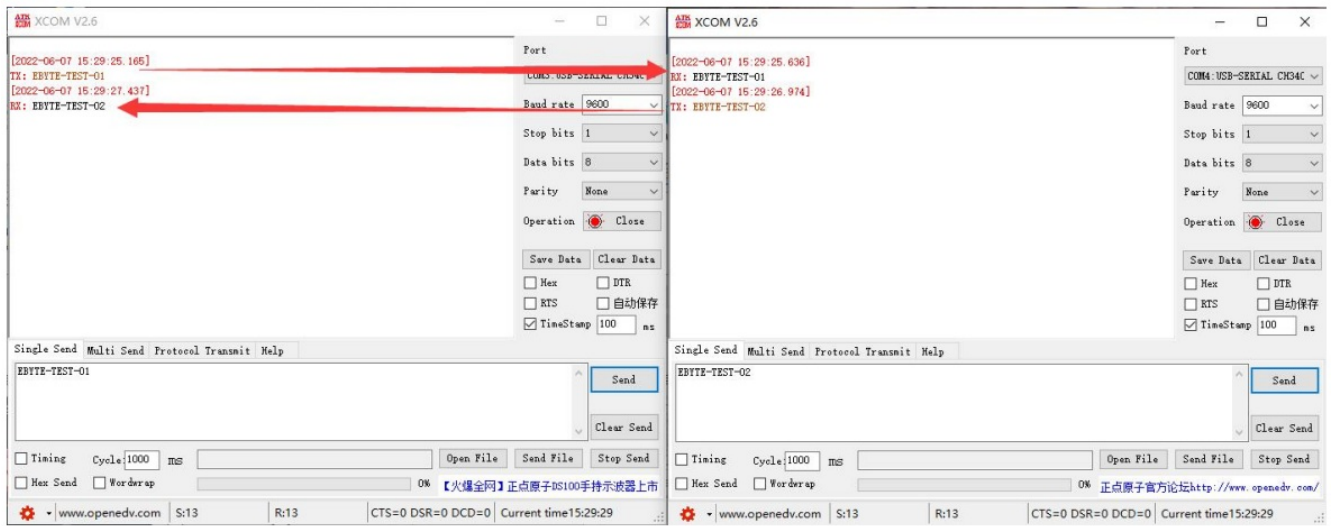 XCOM V2.6
[2022-06-07 15:29:25.165]
TX: EBYTE-TEST-01
[2022-06-07 15:29:27.437]
RX: EBYTE-TEST-02
Port
COM3:USB-SERIAL CH340
Baud rate 9600
Stop bits 1
Data bits 8
Parity None
Operation Close
Save Data Clear Data
Hex DTR
RTS 自动保存
TimeStamp 100 ms
Single Send Multi Send Protocol Transmit Help
EBYTE-TEST-01
Send
Clear Send
Timing Cycle: 1000 ms Open File Send File Stop Send
Hex Send Wordwrap 0% 【火爆全网】正点原子DS100手持示波器上市
www.openedv.com S:13 R:13 CTS=0 DSR=0 DCD=0 Current time15:29:29
XCOM V2.6
[2022-06-07 15:29:25.636]
RX: EBYTE-TEST-01
[2022-06-07 15:29:26.974]
TX: EBYTE-TEST-02
Port
COM4:USB-SERIAL CH340
Baud rate 9600
Stop bits 1
Data bits 8
Parity None
Operation Close
Save Data Clear Data
Hex DTR
RTS 自动保存
TimeStamp 100 ms
Single Send Multi Send Protocol Transmit Help
EBYTE-TEST-02
Send
Clear Send
Timing Cycle: 1000 ms Open File Send File Stop Send
Hex Send Wordwrap 0% 正点原子官方论坛http://www.openedv.com/
www.openedv.com S:13 R:13 CTS=0 DSR=0 DCD=0 Current time15:29:29